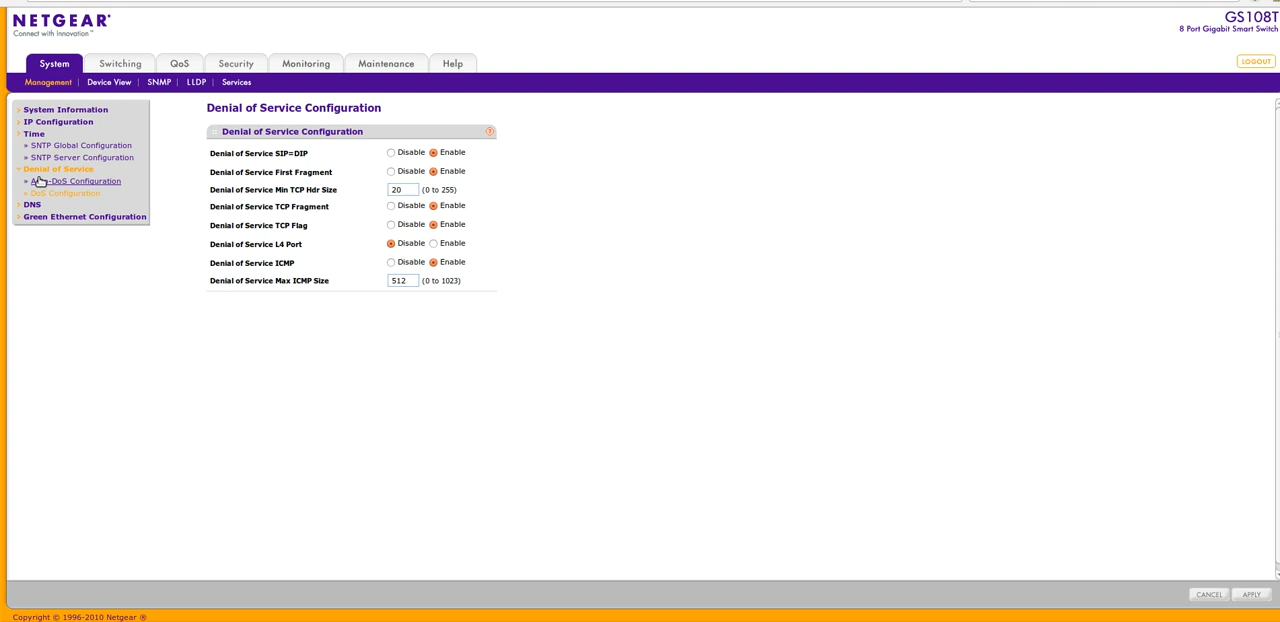 NETGEAR®
Connect with Innovation™
GS108T
8 Port Gigabit Smart Switch
System Switching QoS Security Monitoring Maintenance Help
LOGOUT
Management | Device View | SNMP | LLDP | Services
System Information
IP Configuration
Time
» SNTP Global Configuration
» SNTP Server Configuration
Denial of Service
» -DoS Configuration
» DoS Configuration
DNS
Green Ethernet Configuration
Denial of Service Configuration
Denial of Service Configuration ?
Denial of Service SIP=DIP Disable Enable
Denial of Service First Fragment Disable Enable
Denial of Service Min TCP Hdr Size 20 (0 to 255)
Denial of Service TCP Fragment Disable Enable
Denial of Service TCP Flag Disable Enable
Denial of Service L4 Port Disable Enable
Denial of Service ICMP Disable Enable
Denial of Service Max ICMP Size 512 (0 to 1023)
CANCEL APPLY
Copyright © 1996-2010 Netgear ®